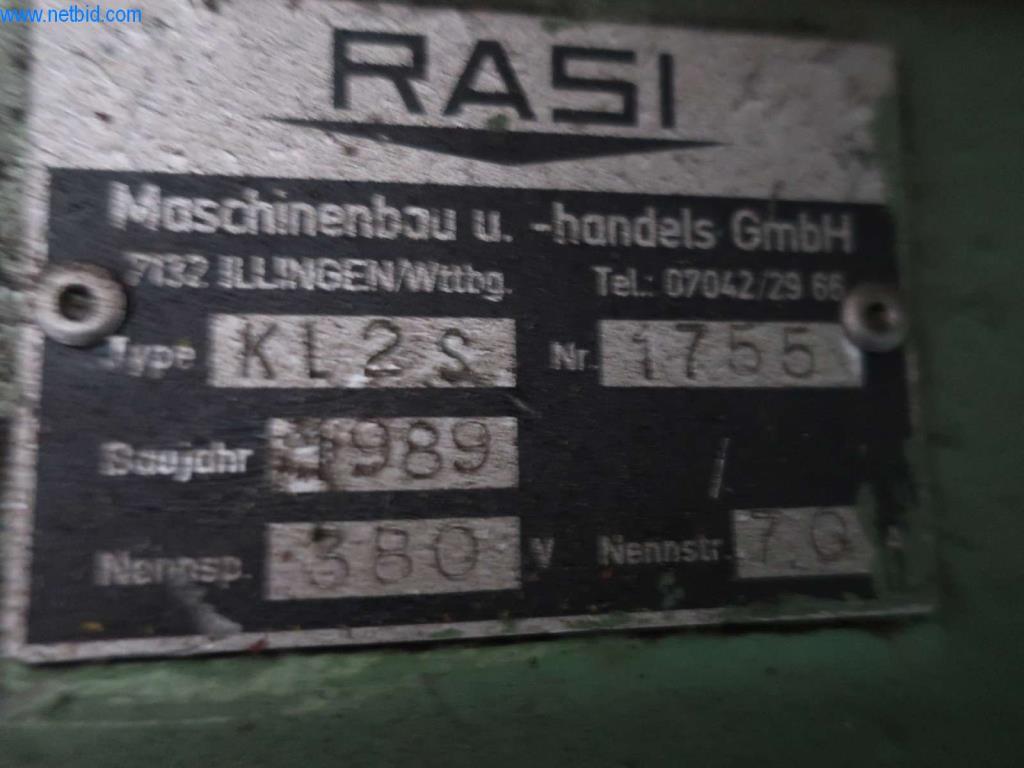 www.netbid.com
RASI
Maschinenbau u. -handels GmbH
7132 ILLINGEN/Wttbg. Tel.: 07042/29 66
Type KL2S Nr. 1755
Baujahr 1989
Nennsp. 380 V Nennstr. 7.0 A